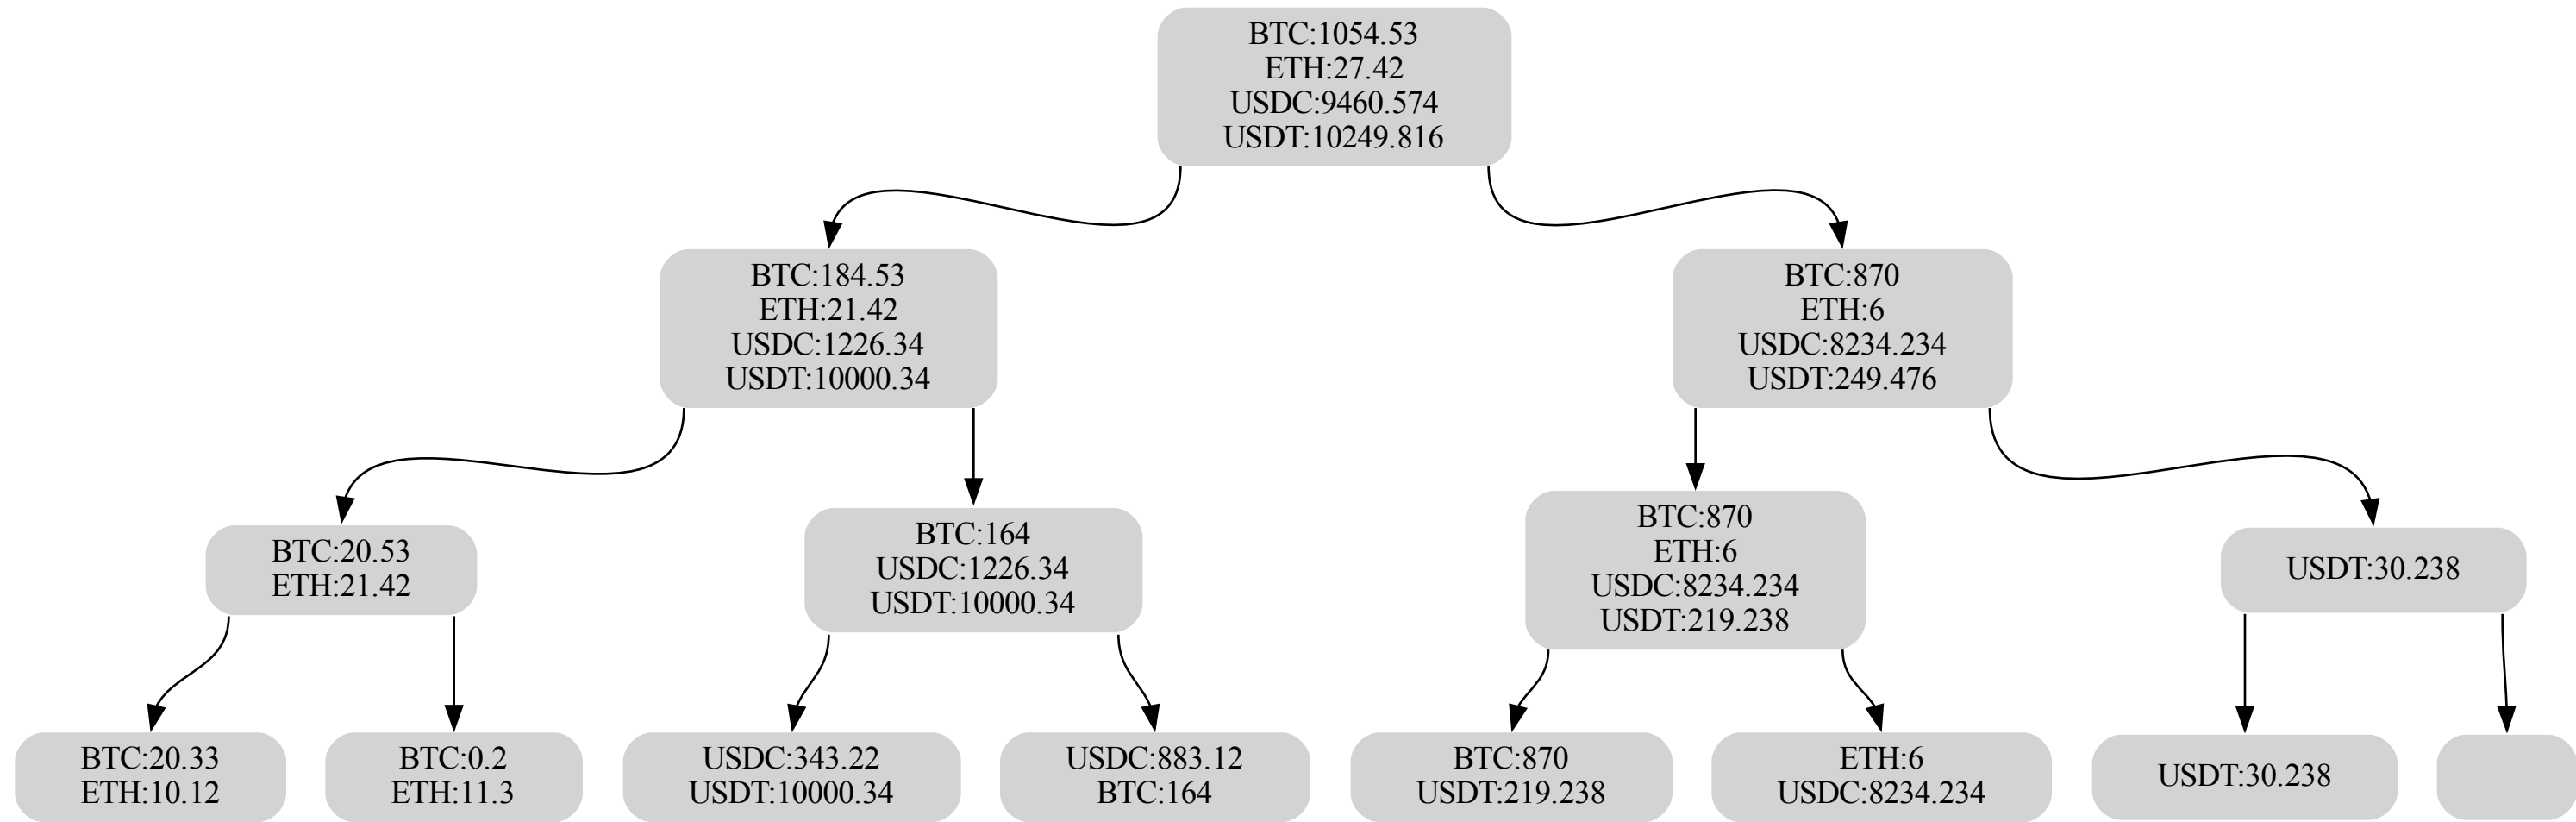 BTC:1054.53
ETH:27.42
USDC:9460.574
USDT:10249.816
BTC:184.53
ETH:21.42
USDC:1226.34
USDT:10000.34
BTC:870
ETH:6
USDC:8234.234
USDT:249.476
BTC:20.53
ETH:21.42
BTC:164
USDC:1226.34
USDT:10000.34
BTC:870
ETH:6
USDC:8234.234
USDT:219.238
USDT:30.238
BTC:20.33
ETH:10.12
BTC:0.2
ETH:11.3
USDC:343.22
USDT:10000.34
USDC:883.12
BTC:164
BTC:870
USDT:219.238
ETH:6
USDC:8234.234
USDT:30.238